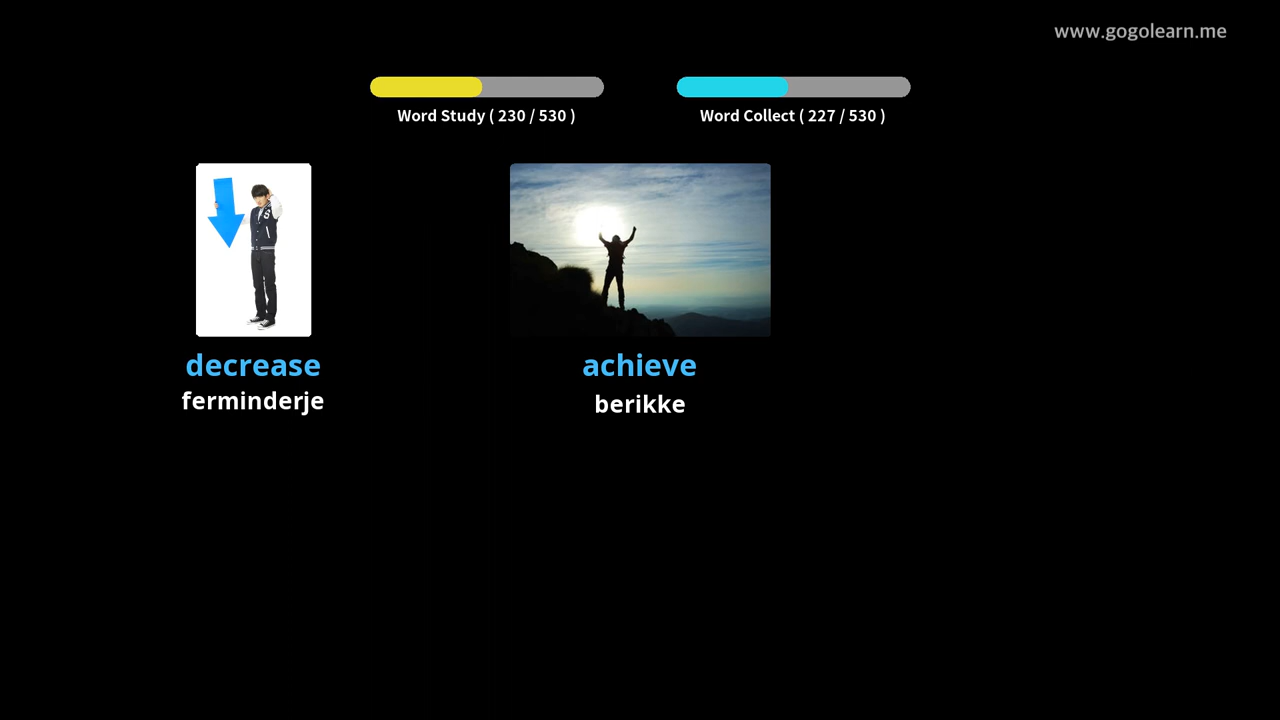 www.gogolearn.me
Word Study ( 230 / 530 )
Word Collect ( 227 / 530 )
S
decrease
ferminderje
achieve
berikke